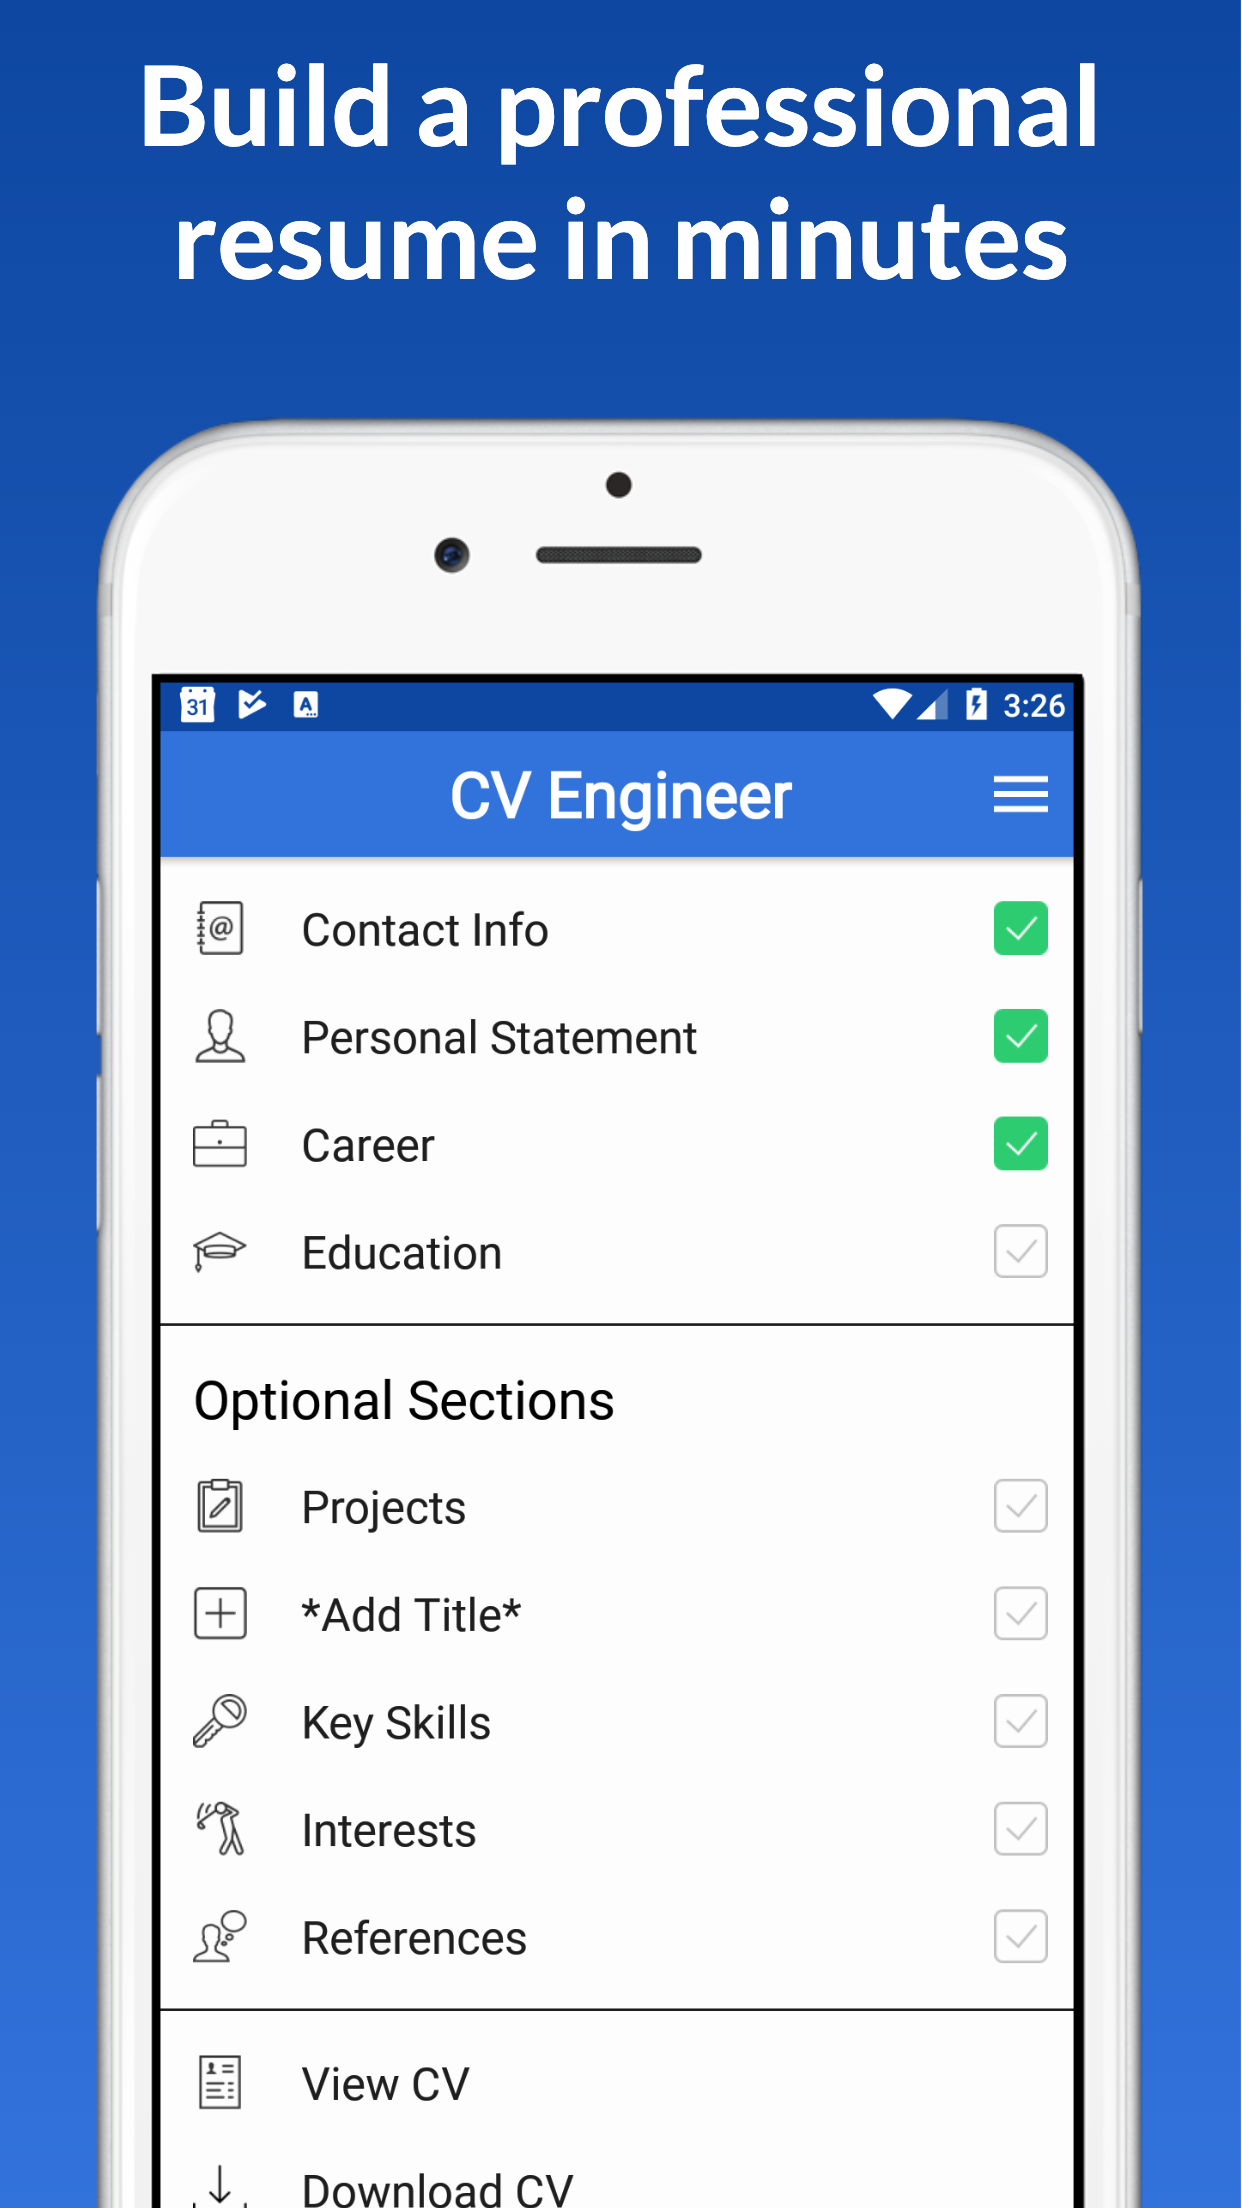 Build a professional
resume in minutes
31 A 3:26
CV Engineer
@ Contact Info
Personal Statement
Career
Education
Optional Sections
Projects
*Add Title*
Key Skills
Interests
References
View CV
Download CV